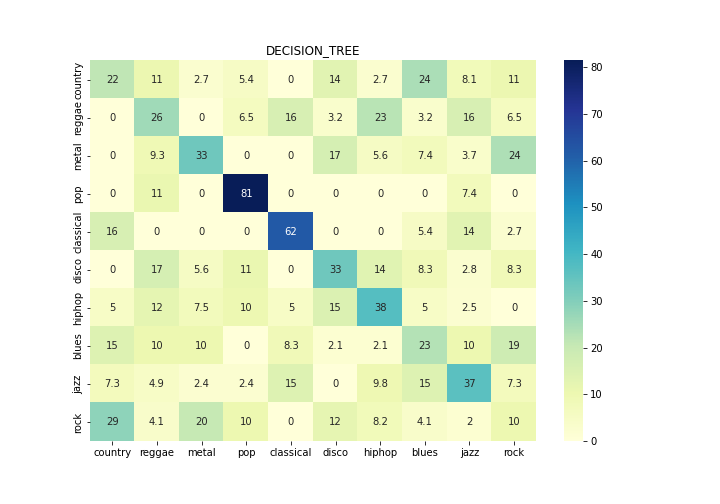 DECISION_TREE
country 22 11 2.7 5.4 0 14 2.7 24 8.1 11
reggae 0 26 0 6.5 16 3.2 23 3.2 16 6.5
metal 0 9.3 33 0 0 17 5.6 7.4 3.7 24
pop 0 11 0 81 0 0 0 0 7.4 0
classical 16 0 0 0 62 0 0 5.4 14 2.7
disco 0 17 5.6 11 0 33 14 8.3 2.8 8.3
hiphop 5 12 7.5 10 5 15 38 5 2.5 0
blues 15 10 10 0 8.3 2.1 2.1 23 10 19
jazz 7.3 4.9 2.4 2.4 15 0 9.8 15 37 7.3
rock 29 4.1 20 10 0 12 8.2 4.1 2 10
country reggae metal pop classical disco hiphop blues jazz rock
80
70
60
50
40
30
20
10
0